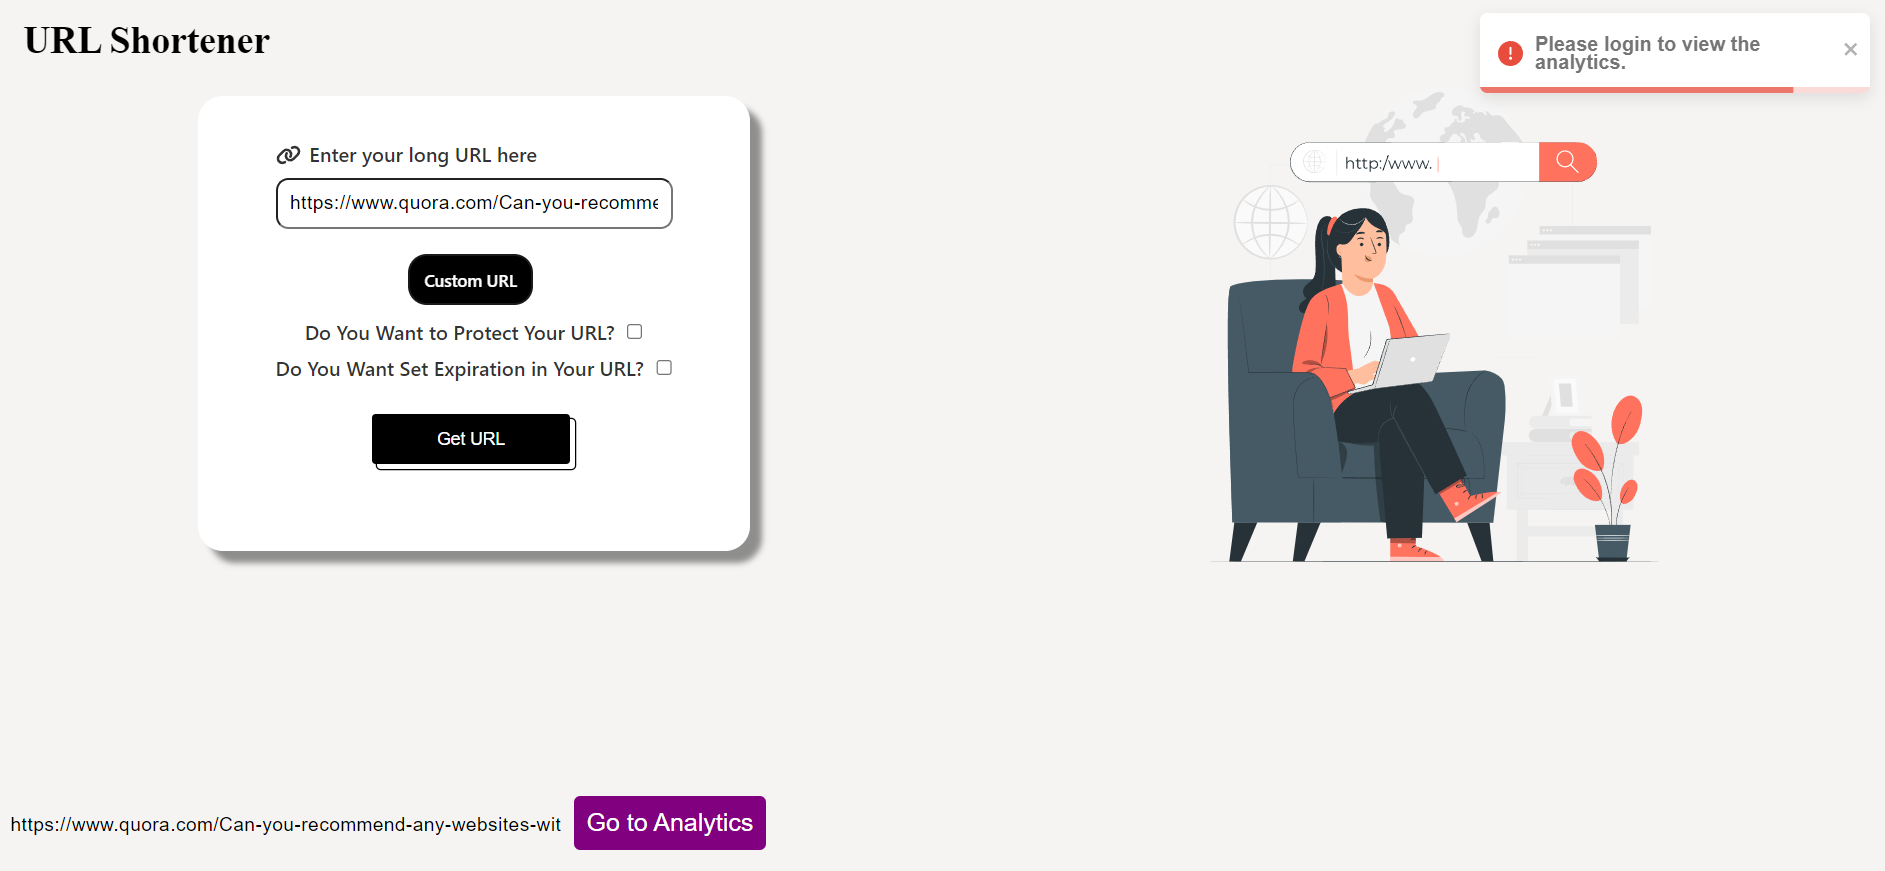 URL Shortener
Please login to view the
analytics.
Enter your long URL here
https://www.quora.com/Can-you-recomme
http:/www.
Custom URL
Do You Want to Protect Your URL?
Do You Want Set Expiration in Your URL?
Get URL
https://www.quora.com/Can-you-recommend-any-websites-wit
Go to Analytics